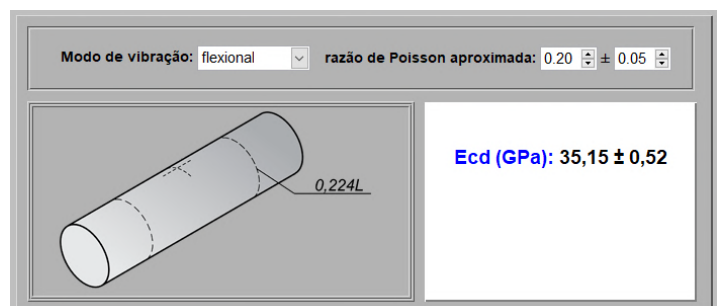 Modo de vibração: flexional razão de Poisson aproximada: 0.20 ± 0.05
0,224L
Ecd (GPa): 35,15 ± 0,52